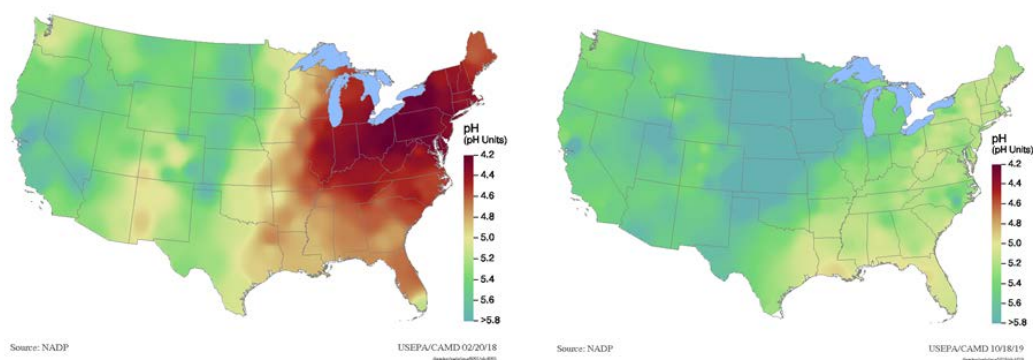 pH
(pH Units)
4.2
4.4
4.6
4.8
5.0
5.2
5.4
5.6
>5.8
Source: NADP
USEPA/CAMD 02/20/18
pH
(pH Units)
4.2
4.4
4.6
4.8
5.0
5.2
5.4
5.6
>5.8
Source: NADP
USEPA/CAMD 10/18/19